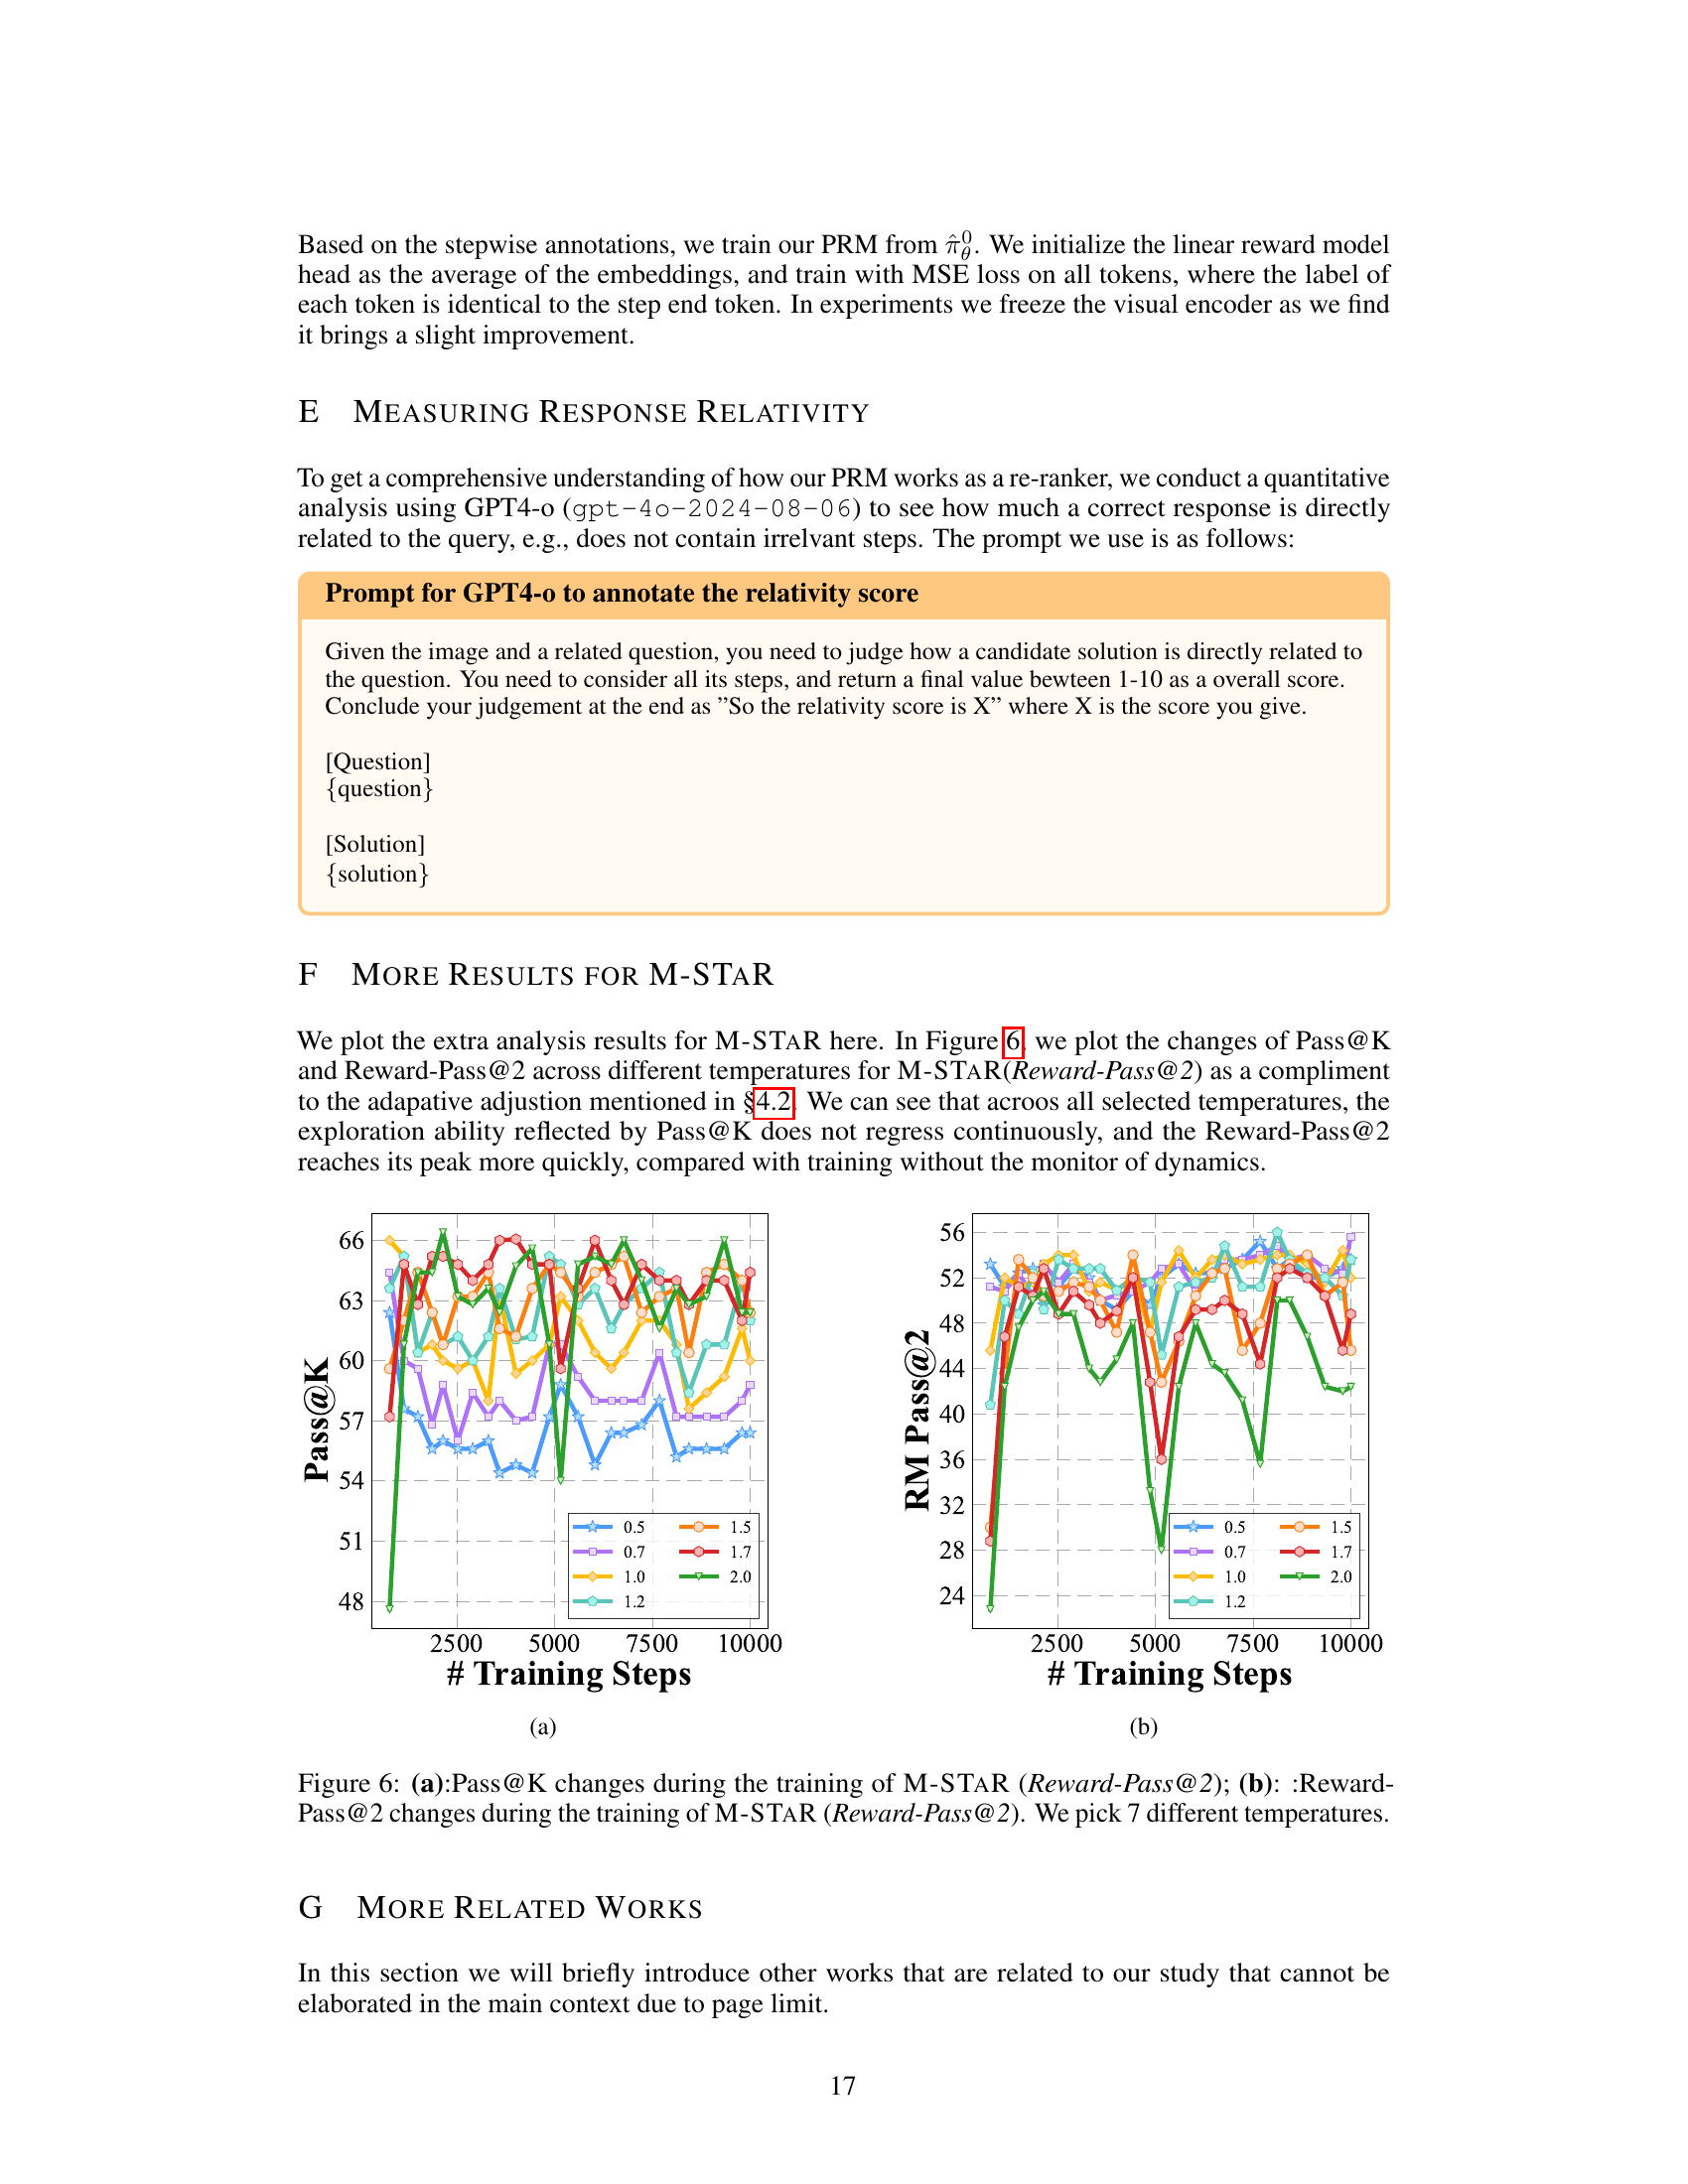 Based on the stepwise annotations, we train our PRM from π̂⁰_θ. We initialize the linear reward model
head as the average of the embeddings, and train with MSE loss on all tokens, where the label of
each token is identical to the step end token. In experiments we freeze the visual encoder as we find
it brings a slight improvement.
E MEASURING RESPONSE RELATIVITY
To get a comprehensive understanding of how our PRM works as a re-ranker, we conduct a quantitative
analysis using GPT4-o (gpt-4o-2024-08-06) to see how much a correct response is directly
related to the query, e.g., does not contain irrelvant steps. The prompt we use is as follows:
Prompt for GPT4-o to annotate the relativity score
Given the image and a related question, you need to judge how a candidate solution is directly related to
the question. You need to consider all its steps, and return a final value bewteen 1-10 as a overall score.
Conclude your judgement at the end as ”So the relativity score is X” where X is the score you give.
[Question]
{question}
[Solution]
{solution}
F MORE RESULTS FOR M-STAR
We plot the extra analysis results for M-STAR here. In Figure 6, we plot the changes of Pass@K
and Reward-Pass@2 across different temperatures for M-STAR(Reward-Pass@2) as a compliment
to the adapative adjustion mentioned in §4.2. We can see that acroos all selected temperatures, the
exploration ability reflected by Pass@K does not regress continuously, and the Reward-Pass@2
reaches its peak more quickly, compared with training without the monitor of dynamics.
66
63
60
57
54
51
48
Pass@K
0.5
1.5
0.7
1.7
1.0
2.0
1.2
2500 5000 7500 10000
# Training Steps
(a)
56
52
48
44
40
36
32
28
24
RM Pass@2
0.5
1.5
0.7
1.7
1.0
2.0
1.2
2500 5000 7500 10000
# Training Steps
(b)
Figure 6: (a):Pass@K changes during the training of M-STAR (Reward-Pass@2); (b): :Reward-
Pass@2 changes during the training of M-STAR (Reward-Pass@2). We pick 7 different temperatures.
G MORE RELATED WORKS
In this section we will briefly introduce other works that are related to our study that cannot be
elaborated in the main context due to page limit.
17